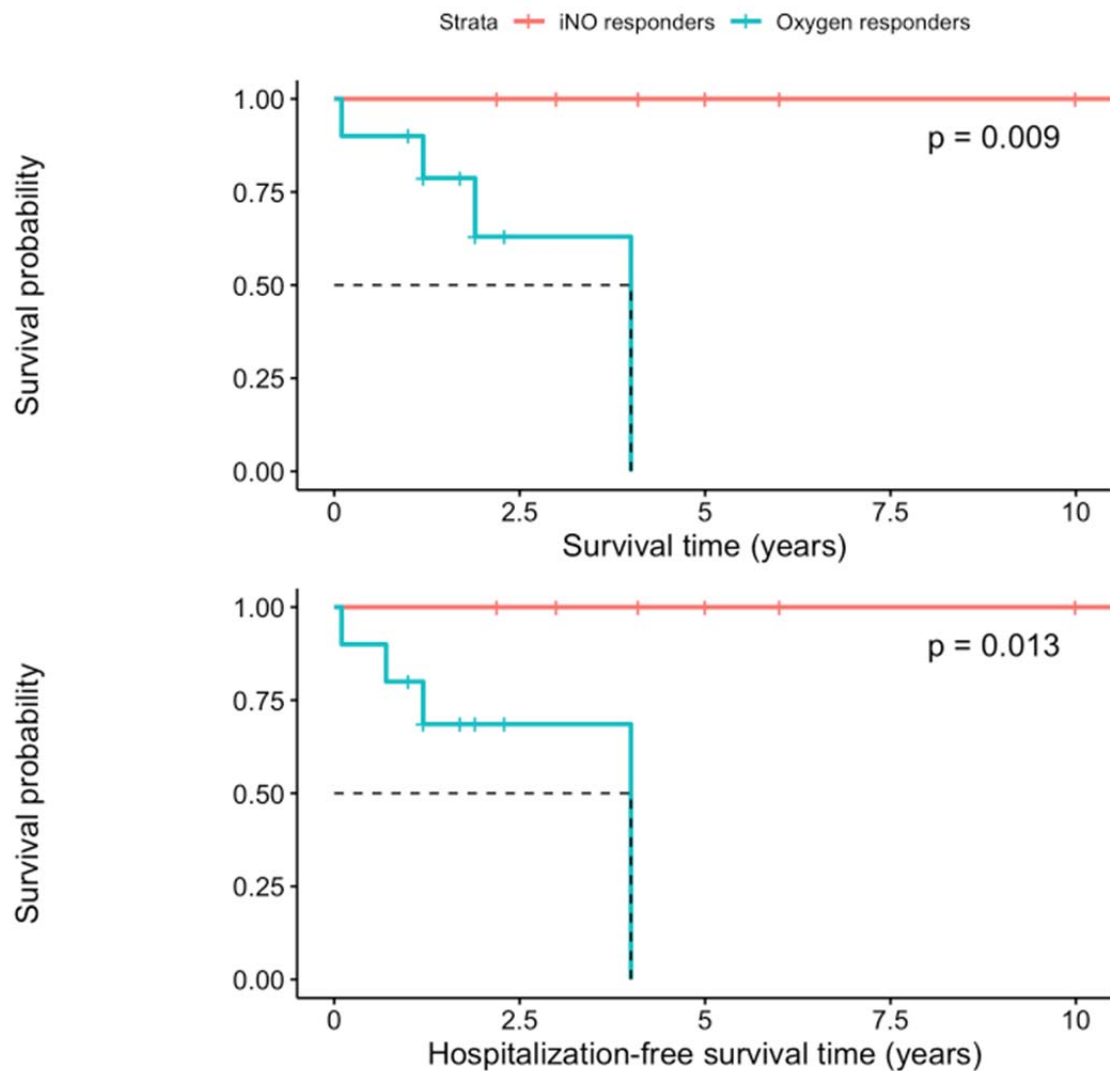 Strata iNO responders Oxygen responders
Survival probability
1.00
0.75
0.50
0.25
0.00
p = 0.009
0 2.5 5 7.5 10
Survival time (years)
Survival probability
1.00
0.75
0.50
0.25
0.00
p = 0.013
0 2.5 5 7.5 10
Hospitalization-free survival time (years)